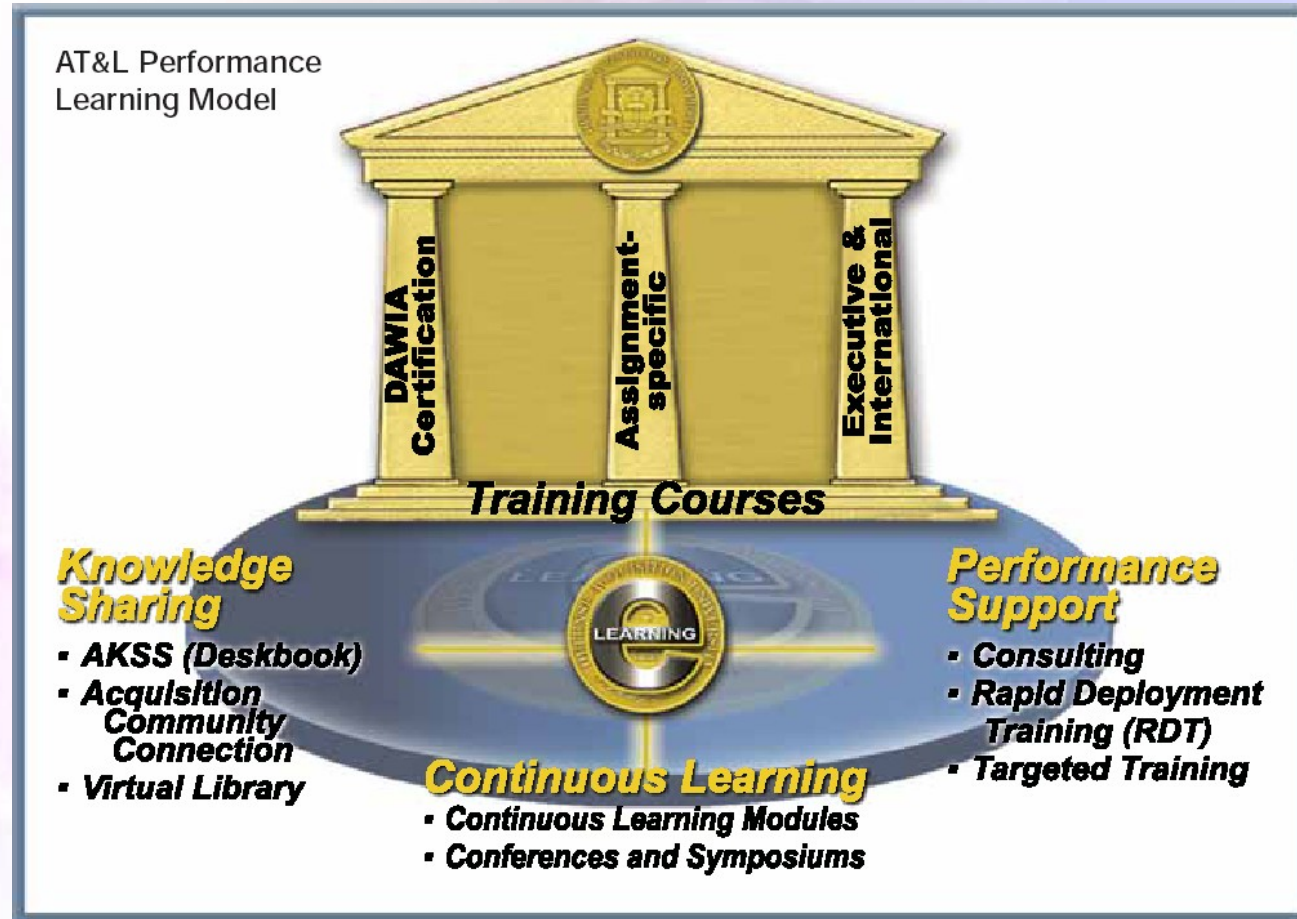 AT&L Performance
Learning Model
DAWIA
Certification
Assignment-
specific
Executive &
International
Training Courses
Knowledge
Sharing
▪ AKSS (Deskbook)
▪ Acquisition
Community
Connection
▪ Virtual Library
LEARNING
LEARNING
Continuous Learning
▪ Continuous Learning Modules
▪ Conferences and Symposiums
Performance
Support
▪ Consulting
▪ Rapid Deployment
Training (RDT)
▪ Targeted Training